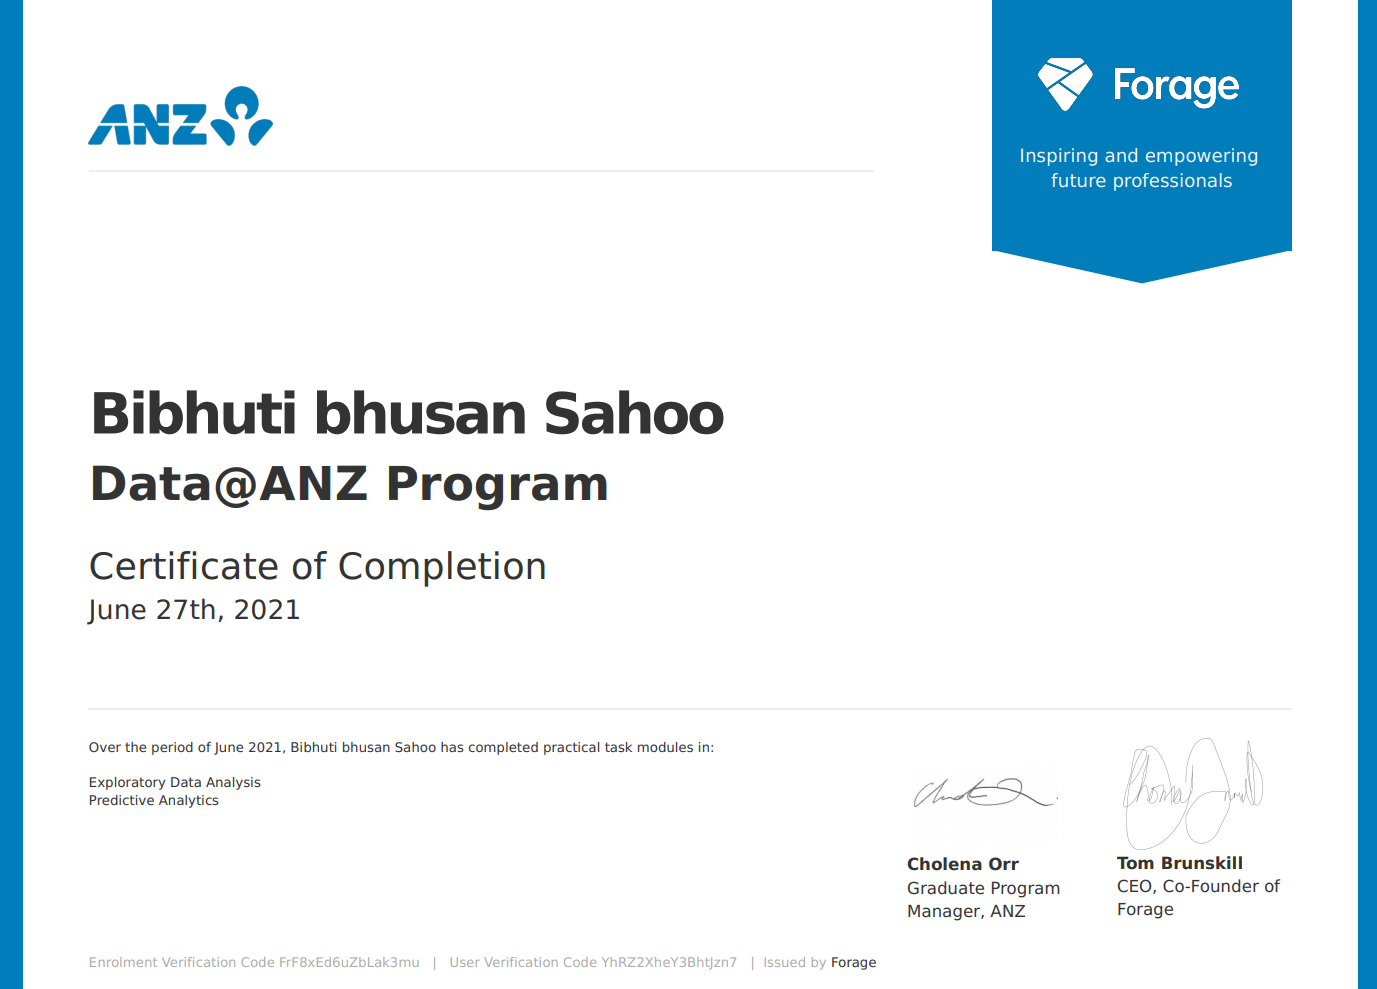 ANZ
Forage
Inspiring and empowering
future professionals
Bibhuti bhusan Sahoo
Data@ANZ Program
Certificate of Completion
June 27th, 2021
Over the period of June 2021, Bibhuti bhusan Sahoo has completed practical task modules in:
Exploratory Data Analysis
Predictive Analytics
Cholena Orr
Graduate Program
Manager, ANZ
Tom Brunskill
CEO, Co-Founder of
Forage
Enrolment Verification Code FrF8xEd6uZbLak3mu | User Verification Code YhRZ2XheY3BhtJzn7 | Issued by Forage